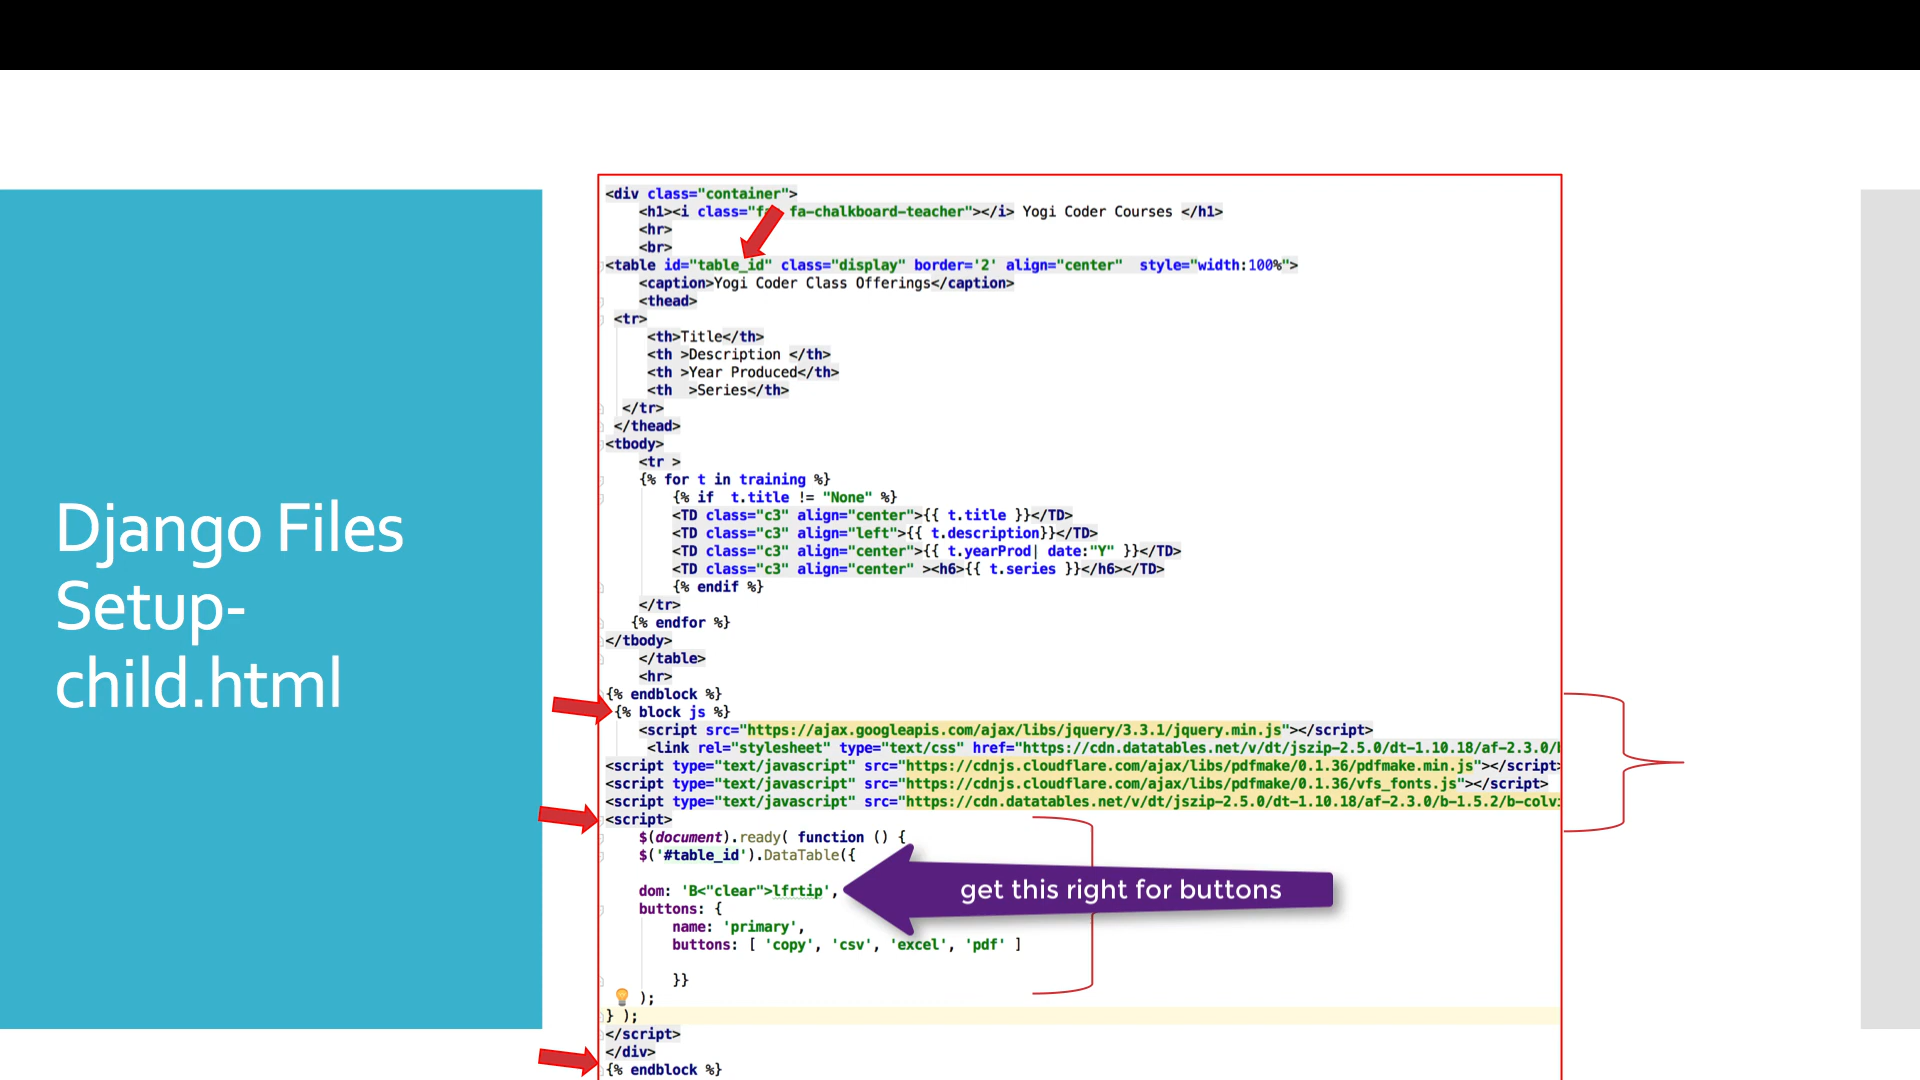 Django Files
Setup-
child.html
<div class="container">
<h1><i class="fa fa-chalkboard-teacher"></i> Yogi Coder Courses </h1>
<hr>
<br>
<table id="table_id" class="display" border='2' align="center" style="width:100%">
<caption>Yogi Coder Class Offerings</caption>
<thead>
<tr>
<th>Title</th>
<th >Description </th>
<th >Year Produced</th>
<th >Series</th>
</tr>
</thead>
<tbody>
<tr >
{% for t in training %}
{% if t.title != "None" %}
<TD class="c3" align="center">{{ t.title }}</TD>
<TD class="c3" align="left">{{ t.description}}</TD>
<TD class="c3" align="center">{{ t.yearProd| date:"Y" }}</TD>
<TD class="c3" align="center" ><h6>{{ t.series }}</h6></TD>
{% endif %}
</tr>
{% endfor %}
</tbody>
</table>
<hr>
{% endblock %}
{% block js %}
<script src="https://ajax.googleapis.com/ajax/libs/jquery/3.3.1/jquery.min.js"></script>
<link rel="stylesheet" type="text/css" href="https://cdn.datatables.net/v/dt/jszip-2.5.0/dt-1.10.18/af-2.3.0/
<script type="text/javascript" src="https://cdnjs.cloudflare.com/ajax/libs/pdfmake/0.1.36/pdfmake.min.js"></script>
<script type="text/javascript" src="https://cdnjs.cloudflare.com/ajax/libs/pdfmake/0.1.36/vfs_fonts.js"></script>
<script type="text/javascript" src="https://cdn.datatables.net/v/dt/jszip-2.5.0/dt-1.10.18/af-2.3.0/b-1.5.2/b-colvi
<script>
$(document).ready( function () {
$('#table_id').DataTable({
dom: 'B<"clear">lfrtip',
get this right for buttons
buttons: {
name: 'primary',
buttons: [ 'copy', 'csv', 'excel', 'pdf' ]
}}
);
} );
</script>
</div>
{% endblock %}